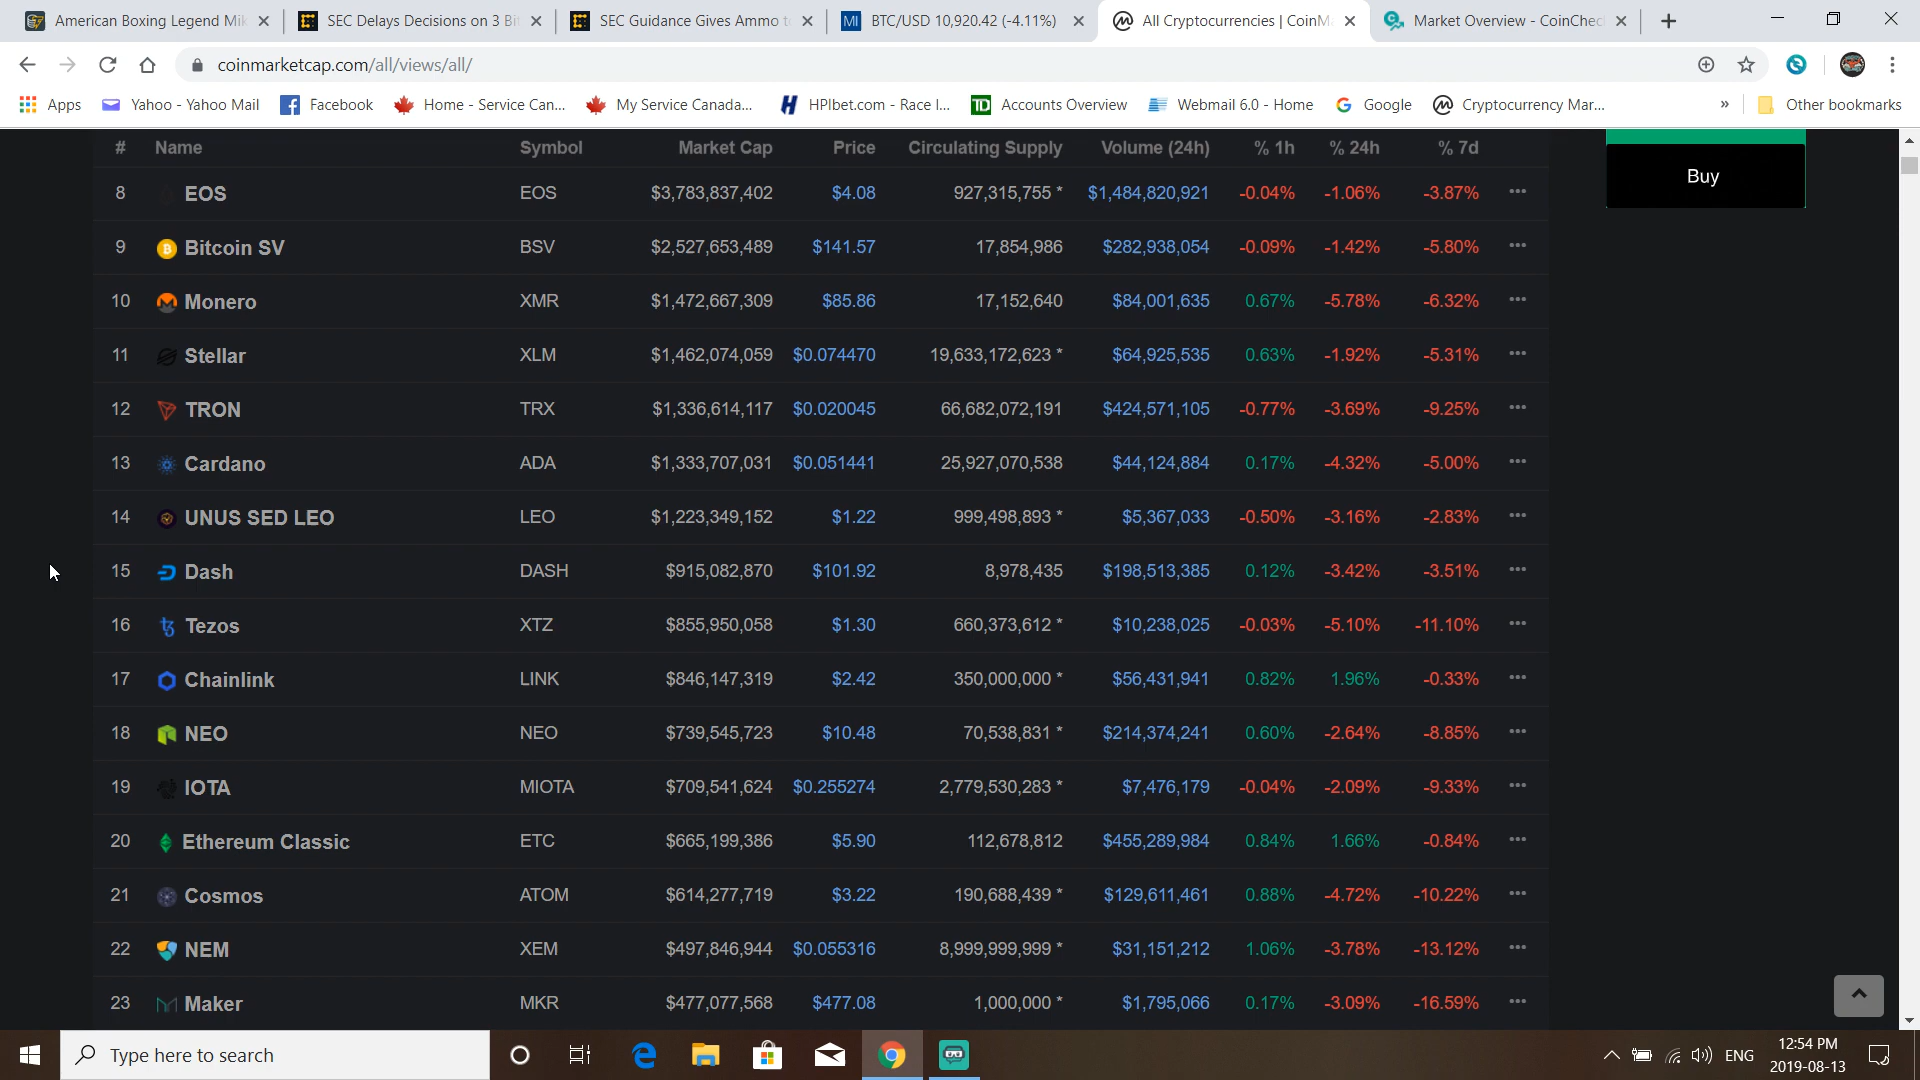 American Boxing Legend Mik
SEC Delays Decisions on 3 Bit
SEC Guidance Gives Ammo to
MI BTC/USD 10,920.42 (-4.11%)
All Cryptocurrencies | CoinMa
Market Overview - CoinChec
coinmarketcap.com/all/views/all/
Apps
Yahoo - Yahoo Mail
Facebook
Home - Service Can...
My Service Canada...
HPIbet.com - Race I...
TD Accounts Overview
Webmail 6.0 - Home
Google
Cryptocurrency Mar...
»
Other bookmarks
# Name Symbol Market Cap Price Circulating Supply Volume (24h) % 1h % 24h % 7d
Buy
8 EOS EOS $3,783,837,402 $4.08 927,315,755 * $1,484,820,921 -0.04% -1.06% -3.87%
9 Bitcoin SV BSV $2,527,653,489 $141.57 17,854,986 $282,938,054 -0.09% -1.42% -5.80%
10 Monero XMR $1,472,667,309 $85.86 17,152,640 $84,001,635 0.67% -5.78% -6.32%
11 Stellar XLM $1,462,074,059 $0.074470 19,633,172,623 * $64,925,535 0.63% -1.92% -5.31%
12 TRON TRX $1,336,614,117 $0.020045 66,682,072,191 $424,571,105 -0.77% -3.69% -9.25%
13 Cardano ADA $1,333,707,031 $0.051441 25,927,070,538 $44,124,884 0.17% -4.32% -5.00%
14 UNUS SED LEO LEO $1,223,349,152 $1.22 999,498,893 * $5,367,033 -0.50% -3.16% -2.83%
15 Dash DASH $915,082,870 $101.92 8,978,435 $198,513,385 0.12% -3.42% -3.51%
16 Tezos XTZ $855,950,058 $1.30 660,373,612 * $10,238,025 -0.03% -5.10% -11.10%
17 Chainlink LINK $846,147,319 $2.42 350,000,000 * $56,431,941 0.82% 1.96% -0.33%
18 NEO NEO $739,545,723 $10.48 70,538,831 * $214,374,241 0.60% -2.64% -8.85%
19 IOTA MIOTA $709,541,624 $0.255274 2,779,530,283 * $7,476,179 -0.04% -2.09% -9.33%
20 Ethereum Classic ETC $665,199,386 $5.90 112,678,812 $455,289,984 0.84% 1.66% -0.84%
21 Cosmos ATOM $614,277,719 $3.22 190,688,439 * $129,611,461 0.88% -4.72% -10.22%
22 NEM XEM $497,846,944 $0.055316 8,999,999,999 * $31,151,212 1.06% -3.78% -13.12%
23 Maker MKR $477,077,568 $477.08 1,000,000 * $1,795,066 0.17% -3.09% -16.59%
Type here to search
ENG
12:54 PM
2019-08-13